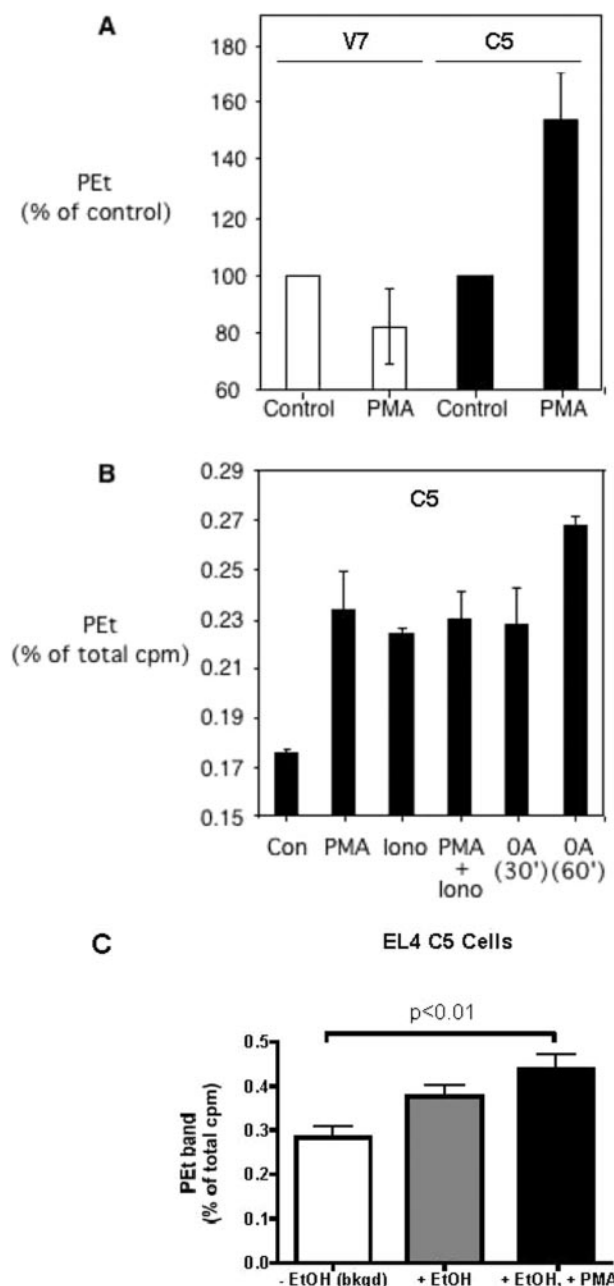 A
V7 C5
180
160
140
120
100
80
60
PEt
(% of control)
Control PMA Control PMA
B
C5
0.29
0.27
0.25
0.23
0.21
0.19
0.17
0.15
PEt
(% of total cpm)
Con PMA Iono PMA + Iono OA (30') OA (60')
C
EL4 C5 Cells
p<0.01
0.5
0.4
0.3
0.2
0.1
0.0
PEt band
(% of total cpm)
- EtOH (bkgd) + EtOH + EtOH, + PMA